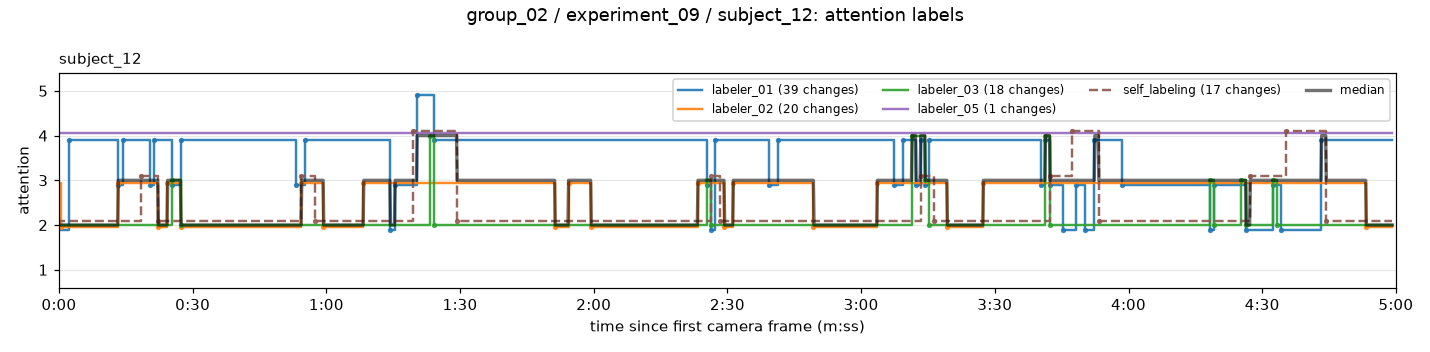 group_02 / experiment_09 / subject_12: attention labels
subject_12
labeler_01 (39 changes)
labeler_02 (20 changes)
labeler_03 (18 changes)
labeler_05 (1 changes)
self_labeling (17 changes)
median
attention
5
4
3
2
1
0:00 0:30 1:00 1:30 2:00 2:30 3:00 3:30 4:00 4:30 5:00
time since first camera frame (m:ss)